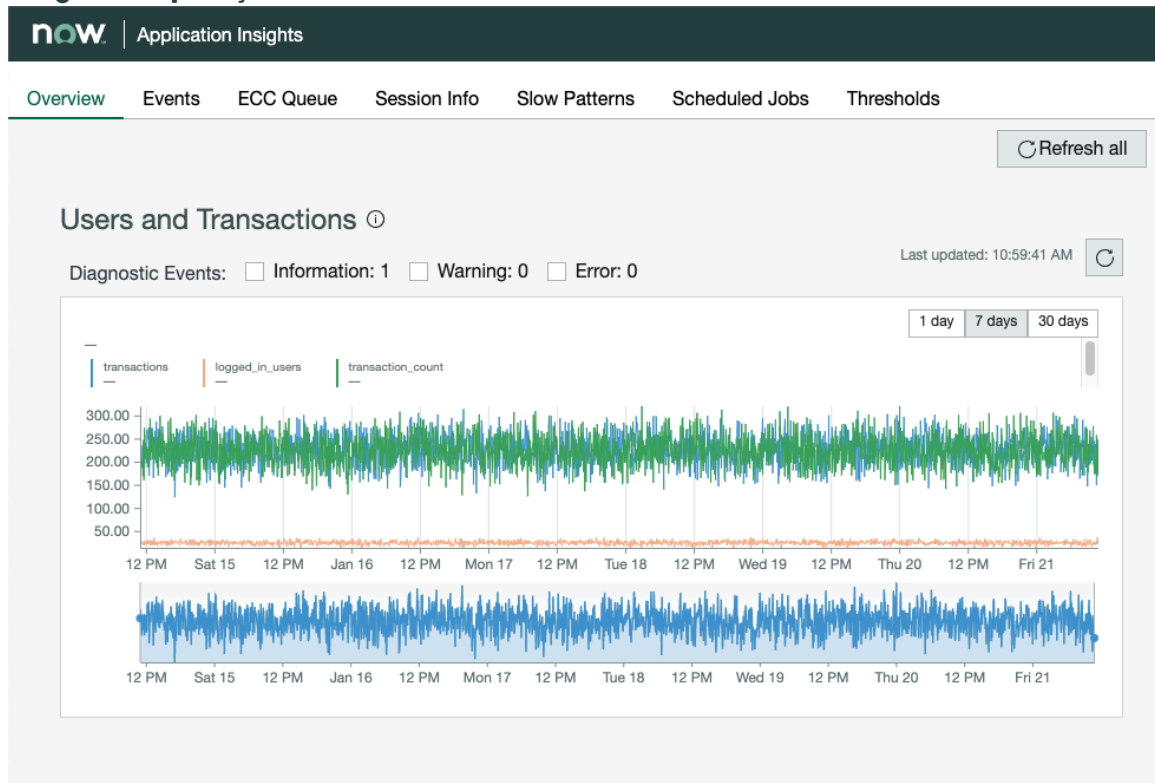 now. Application Insights
Overview Events ECC Queue Session Info Slow Patterns Scheduled Jobs Thresholds
Refresh all
Users and Transactions
Last updated: 10:59:41 AM
Diagnostic Events: Information: 1 Warning: 0 Error: 0
1 day 7 days 30 days
—
transactions logged_in_users transaction_count
— — —
300.00
250.00
200.00
150.00
100.00
50.00
12 PM Sat 15 12 PM Jan 16 12 PM Mon 17 12 PM Tue 18 12 PM Wed 19 12 PM Thu 20 12 PM Fri 21
12 PM Sat 15 12 PM Jan 16 12 PM Mon 17 12 PM Tue 18 12 PM Wed 19 12 PM Thu 20 12 PM Fri 21